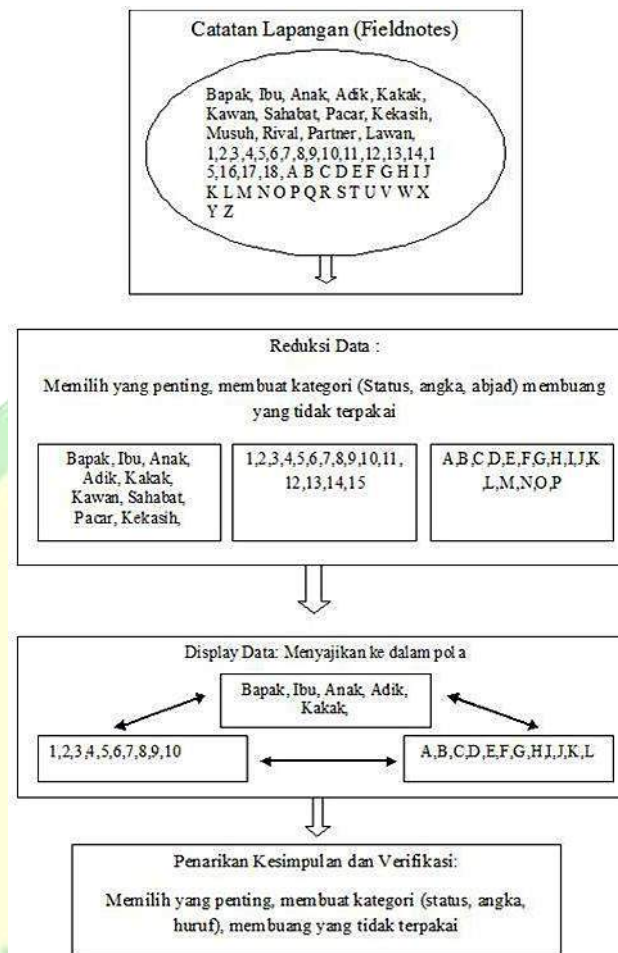 Catatan Lapangan (Fieldnotes)
Bapak, Ibu, Anak, Adik, Kakak,
Kawan, Sahabat, Pacar, Kekasih,
Musuh, Rival, Partner, Lawan,
1,2,3,4,5,6,7,8,9,10,11,12,13,14,1
5,16,17,18, A B C D E F G H I J
K L M N O P Q R S T U V W X
Y Z
Reduksi Data :
Memilih yang penting, membuat kategori (Status, angka, abjad) membuang
yang tidak terpakai
Bapak, Ibu, Anak,
Adik, Kakak,
Kawan, Sahabat,
Pacar, Kekasih,
1,2,3,4,5,6,7,8,9,10,11,
12,13,14,15
A,B,C,D,E,F,G,H,I,J,K
,L,M,N,O,P
Display Data: Menyajikan ke dalam pola
Bapak, Ibu, Anak, Adik,
Kakak,
1,2,3,4,5,6,7,8,9,10
A,B,C,D,E,F,G,H,I,J,K,L
Penarikan Kesimpulan dan Verifikasi:
Memilih yang penting, membuat kategori (status, angka,
huruf), membuang yang tidak terpakai